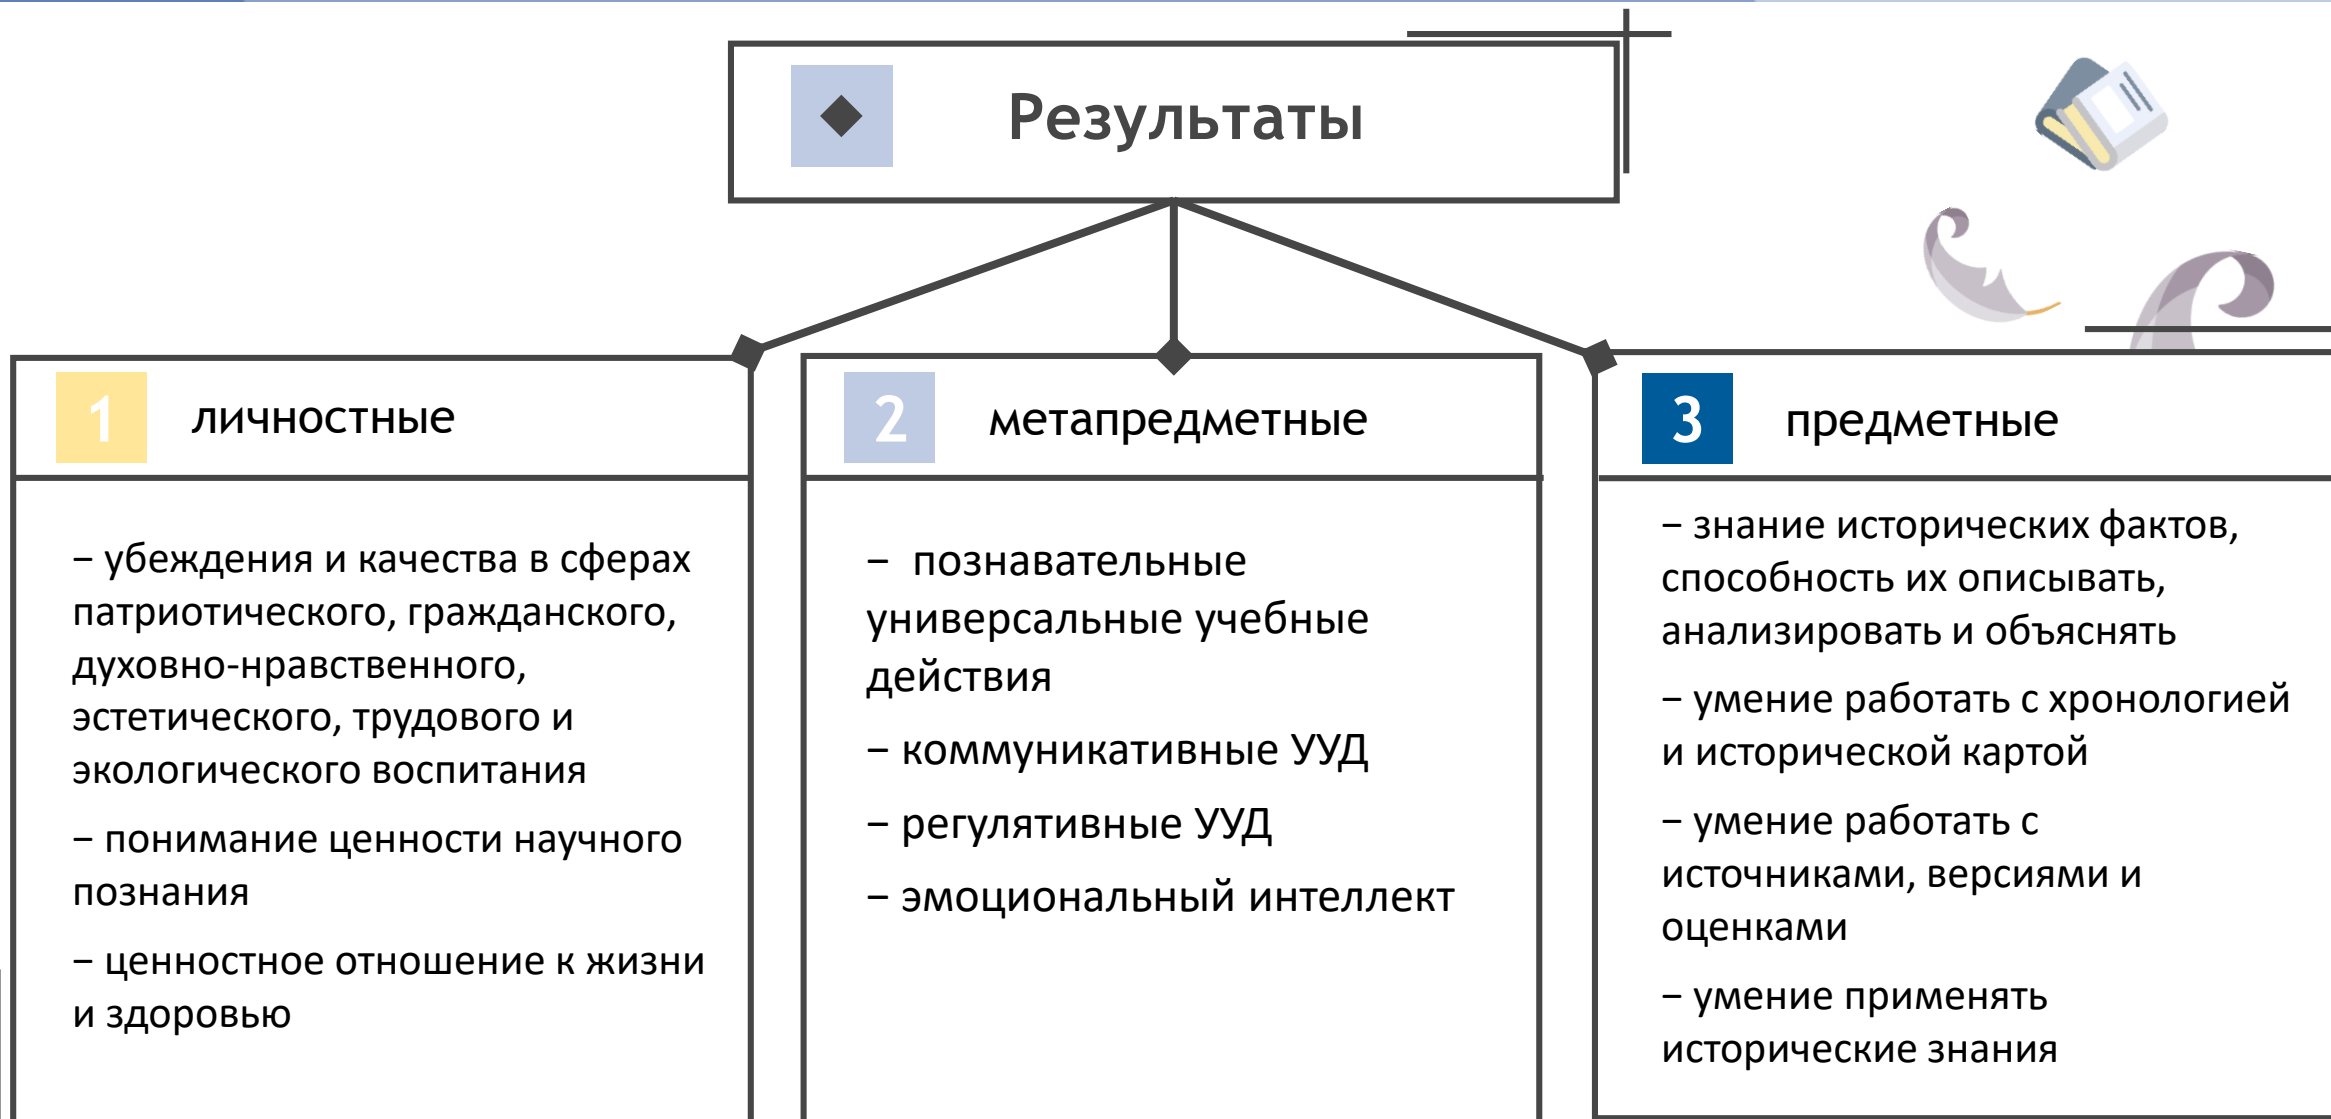 Результаты
1 личностные
− убеждения и качества в сферах
патриотического, гражданского,
духовно-нравственного,
эстетического, трудового и
экологического воспитания
− понимание ценности научного
познания
− ценностное отношение к жизни
и здоровью
2 метапредметные
− познавательные
универсальные учебные
действия
− коммуникативные УУД
− регулятивные УУД
− эмоциональный интеллект
3 предметные
− знание исторических фактов,
способность их описывать,
анализировать и объяснять
− умение работать с хронологией
и исторической картой
− умение работать с
источниками, версиями и
оценками
− умение применять
исторические знания